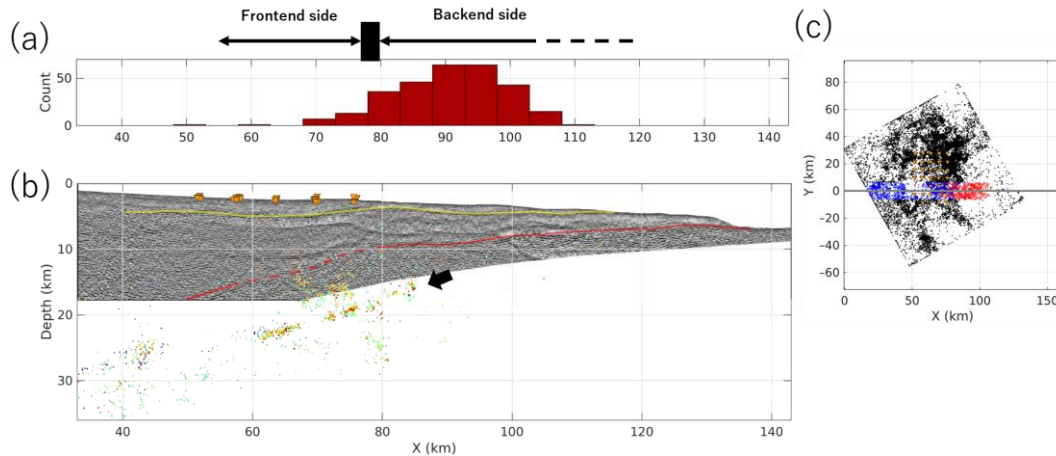 (a)
Frontend side
Backend side
(c)
Count
50
0
40 50 60 70 80 90 100 110 120 130 140
(b)
Depth (km)
0
10
20
30
40 60 80 100 120 140
X (km)
Y (km)
80
60
40
20
0
-20
-40
-60
0 50 100 150
X (km)